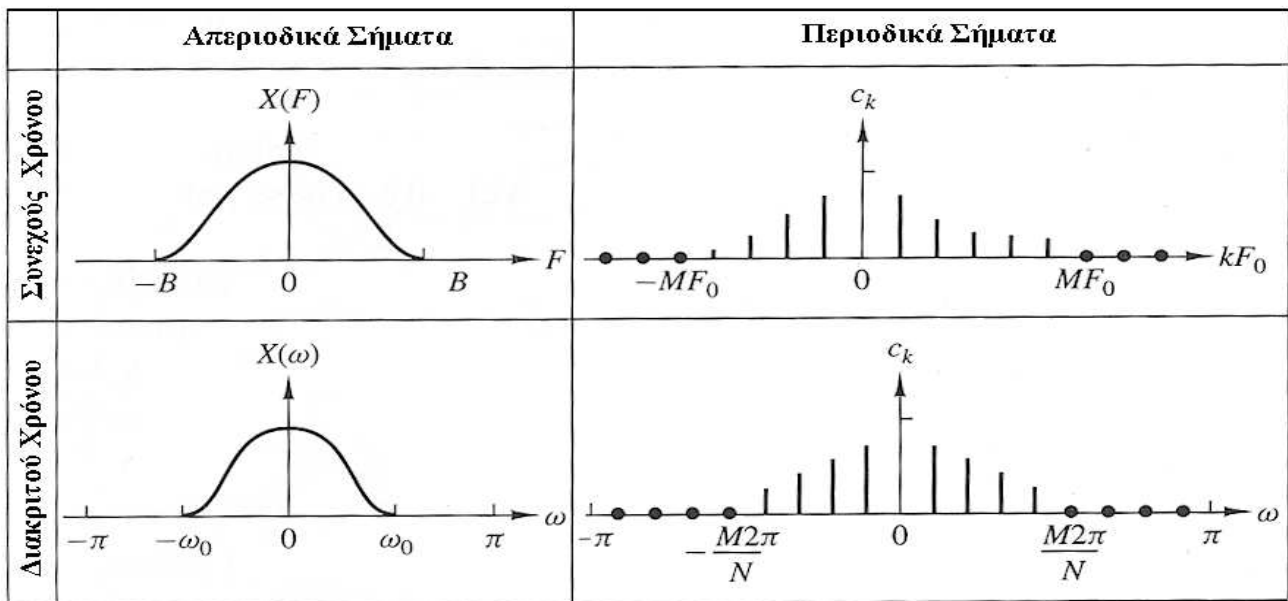 Απεριοδικά Σήματα
Περιοδικά Σήματα
Συνεχούς Χρόνου
X(F)
F
−B
0
B
c_k
kF_0
−MF_0
0
MF_0
Διακριτού Χρόνου
X(ω)
ω
−π
−ω_0
0
ω_0
π
c_k
ω
−π
− M2π/N
0
M2π/N
π